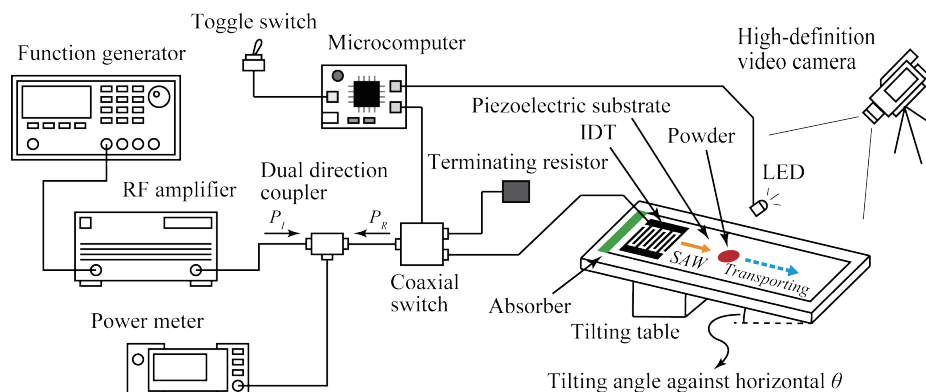 Toggle switch
Function generator
Microcomputer
High-definition
video camera
Piezoelectric substrate
IDT
Powder
Terminating resistor
LED
RF amplifier
Dual direction
coupler
P_I
P_R
SAW
Transporting
Coaxial
switch
Absorber
Power meter
Tilting table
Tilting angle against horizontal θ